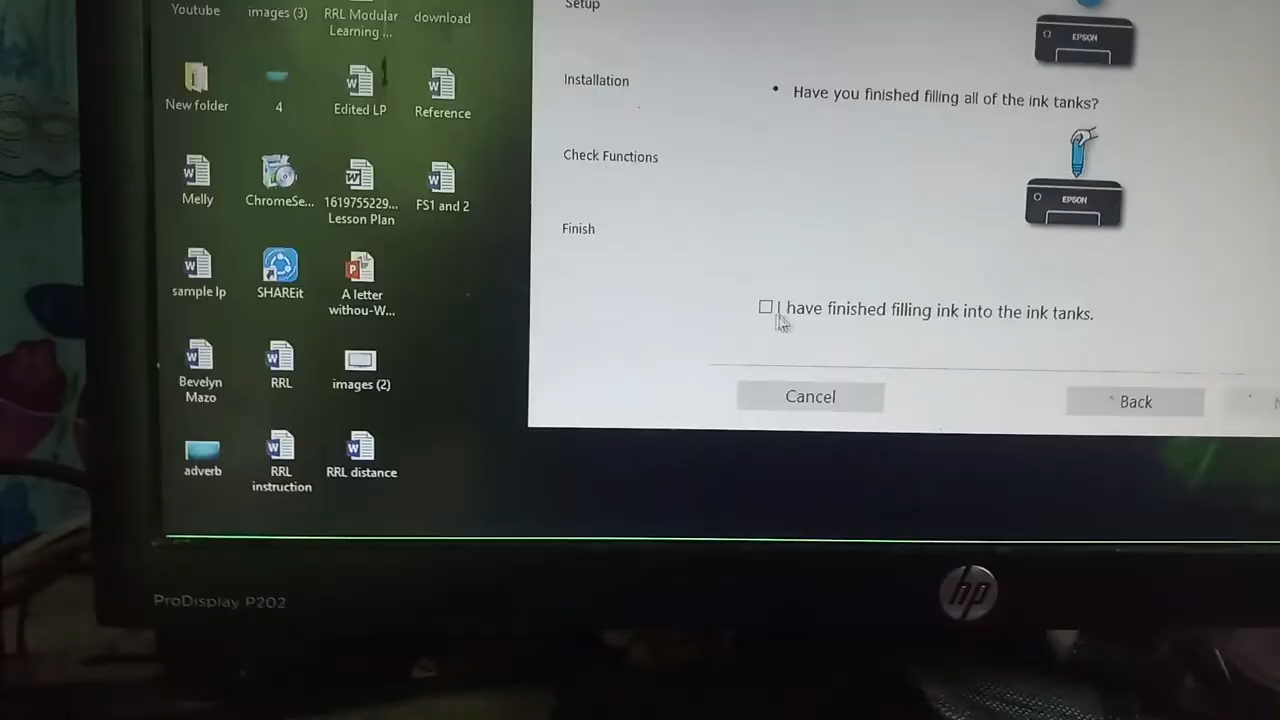 Youtube
images (3)
RRL Modular
Learning ...
download
New folder
4
Edited LP
Reference
Melly
ChromeSe...
1619755229...
Lesson Plan
FS1 and 2
sample lp
SHAREit
A letter
withou-W...
Bevelyn
Mazo
RRL
images (2)
adverb
RRL
instruction
RRL distance
Setup
Installation
Check Functions
Finish
EPSON
• Have you finished filling all of the ink tanks?
EPSON
I have finished filling ink into the ink tanks.
Cancel
Back
hp
ProDisplay P202